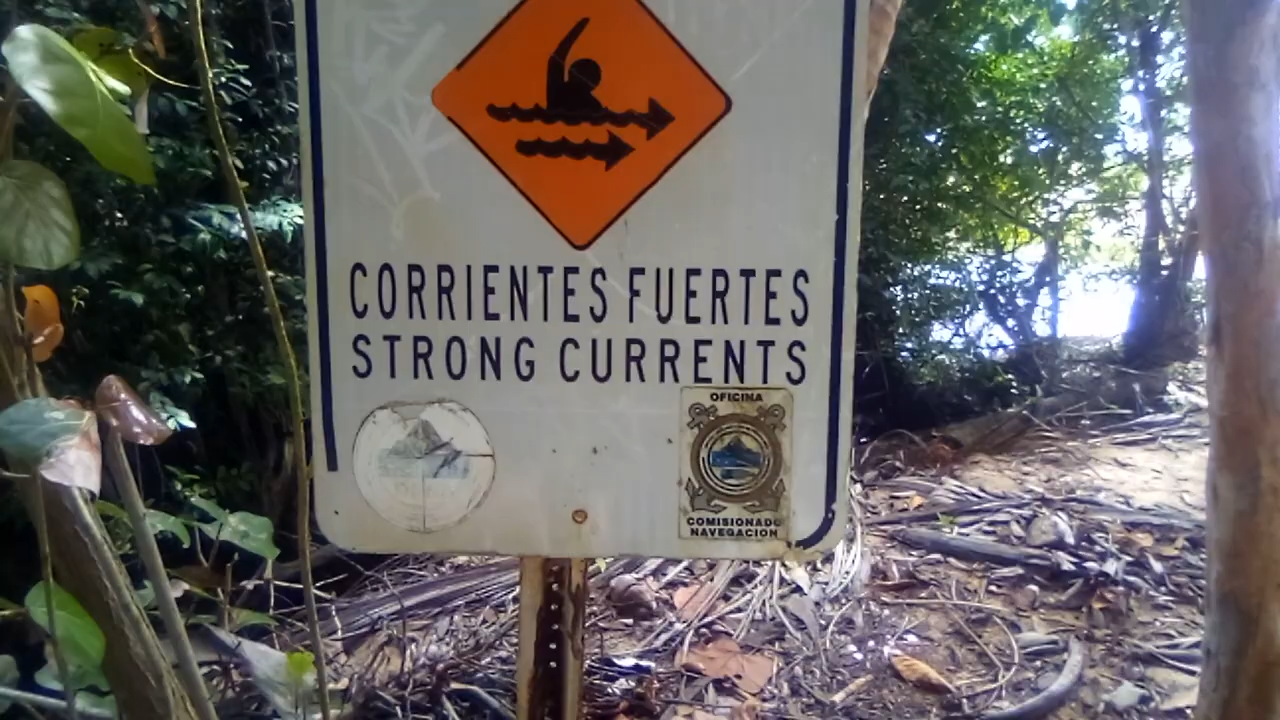 CORRIENTES FUERTES
STRONG CURRENTS
OFICINA
COMISIONADO
NAVEGACION